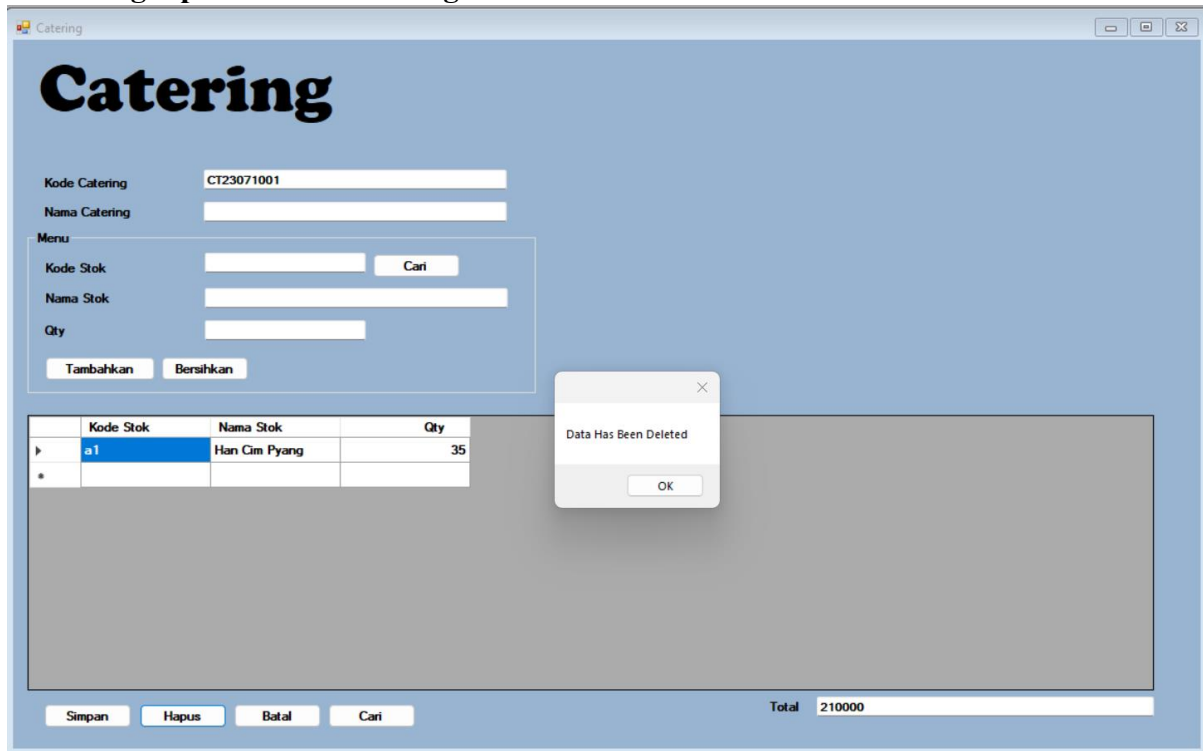 Catering
Catering
Kode Catering CT23071001
Nama Catering
Menu
Kode Stok Cari
Nama Stok
Qty
Tambahkan Bersihkan
Kode Stok Nama Stok Qty
a1 Han Cim Pyang 35
Data Has Been Deleted
OK
Simpan Hapus Batal Cari
Total 210000